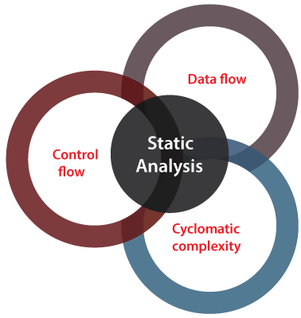 Data flow
Static
Analysis
Control
flow
Cyclomatic
complexity